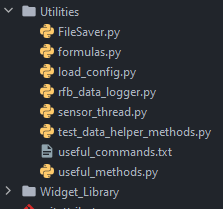 Utilities
FileSaver.py
formulas.py
load_config.py
rfb_data_logger.py
sensor_thread.py
test_data_helper_methods.py
useful_commands.txt
useful_methods.py
Widget_Library